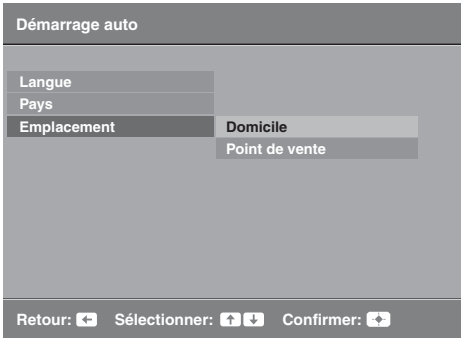 Démarrage auto
Langue
Pays
Emplacement Domicile
Point de vente
Retour: Sélectionner: Confirmer: